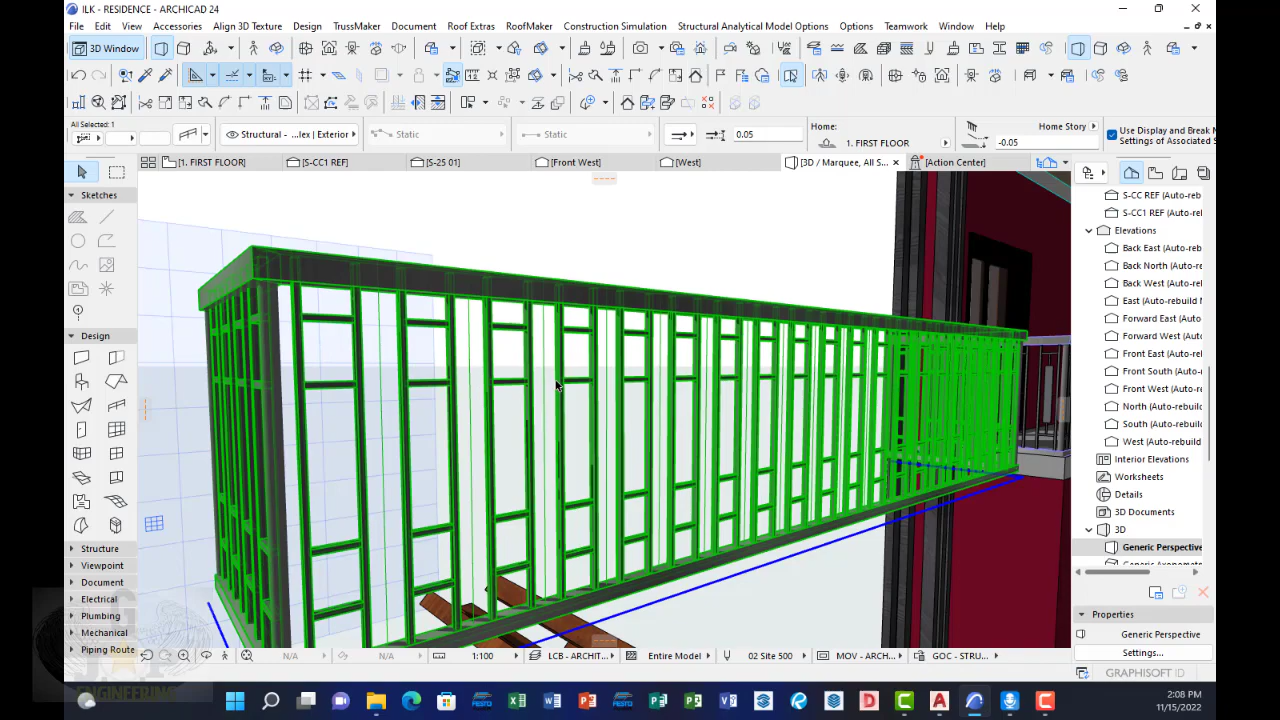 ILK - RESIDENCE - ARCHICAD 24
File Edit View Accessories Align 3D Texture Design TrussMaker Document Roof Extras RoofMaker Construction Simulation Structural Analytical Model Options Options Teamwork Window Help
3D Window
All Selected: 1
Structural - ...lex | Exterior
Static
Static
0.05
Home:
1. FIRST FLOOR
Home Story
-0.05
Use Display and Break M
Settings of Associated S
[1. FIRST FLOOR]
[S-CC1 REF]
[S-25 01]
[Front West]
[West]
[3D / Marquee, All S...
[Action Center]
Sketches
Design
Structure
Viewpoint
Document
Electrical
Plumbing
Mechanical
Piping Route
S-CC REF (Auto-reb
S-CC1 REF (Auto-re
Elevations
Back East (Auto-reb
Back North (Auto-re
Back West (Auto-reb
East (Auto-rebuild M
Forward East (Auto-
Forward West (Auto-
Front East (Auto-reb
Front South (Auto-re
Front West (Auto-reb
North (Auto-rebuild
South (Auto-rebuild
West (Auto-rebuild
Interior Elevations
Worksheets
Details
3D Documents
3D
Generic Perspective
Properties
Generic Perspective
Settings...
GRAPHISOFT ID
N/A
N/A
1:100
LCB - ARCHIT...
Entire Model
02 Site 500
MOV - ARCH...
GOC - STRU...
ENGINEERING
2:08 PM
11/15/2022